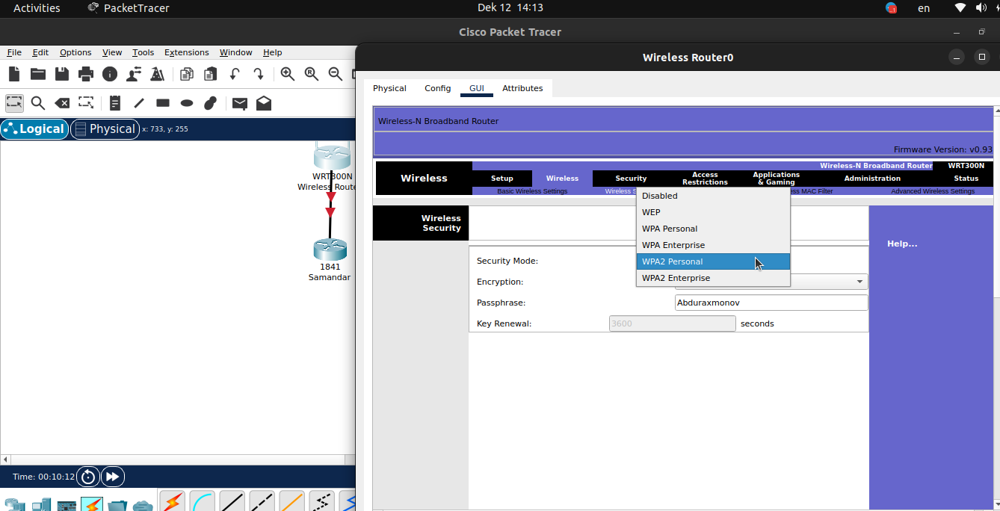 Activities PacketTracer Dek 12 14:13 en
Cisco Packet Tracer
File Edit Options View Tools Extensions Window Help
Wireless Router0
Physical Config GUI Attributes
Logical Physical x: 733, y: 255
Wireless-N Broadband Router
Firmware Version: v0.93
Wireless-N Broadband Router WRT300N
Wireless Setup Wireless Security Access Restrictions Applications & Gaming Administration Status
Basic Wireless Settings Wireless S ss MAC Filter Advanced Wireless Settings
WRT300N
Wireless Route
1841
Samandar
Wireless
Security
Help...
Disabled
WEP
WPA Personal
WPA Enterprise
Security Mode: WPA2 Personal
WPA2 Enterprise
Encryption:
Passphrase: Abduraxmonov
Key Renewal: 3600 seconds
Time: 00:10:12